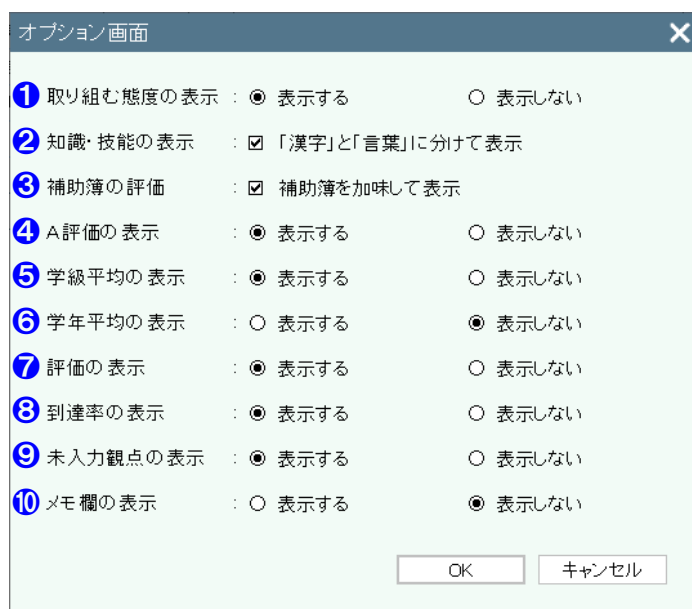 オプション画面
❶ 取り組む態度の表示 : 表示する 表示しない
❷ 知識・技能の表示 : 「漢字」と「言葉」に分けて表示
❸ 補助簿の評価 : 補助簿を加味して表示
❹ A評価の表示 : 表示する 表示しない
❺ 学級平均の表示 : 表示する 表示しない
❻ 学年平均の表示 : 表示する 表示しない
❼ 評価の表示 : 表示する 表示しない
❽ 到達率の表示 : 表示する 表示しない
❾ 未入力観点の表示 : 表示する 表示しない
❿ メモ欄の表示 : 表示する 表示しない
OK キャンセル